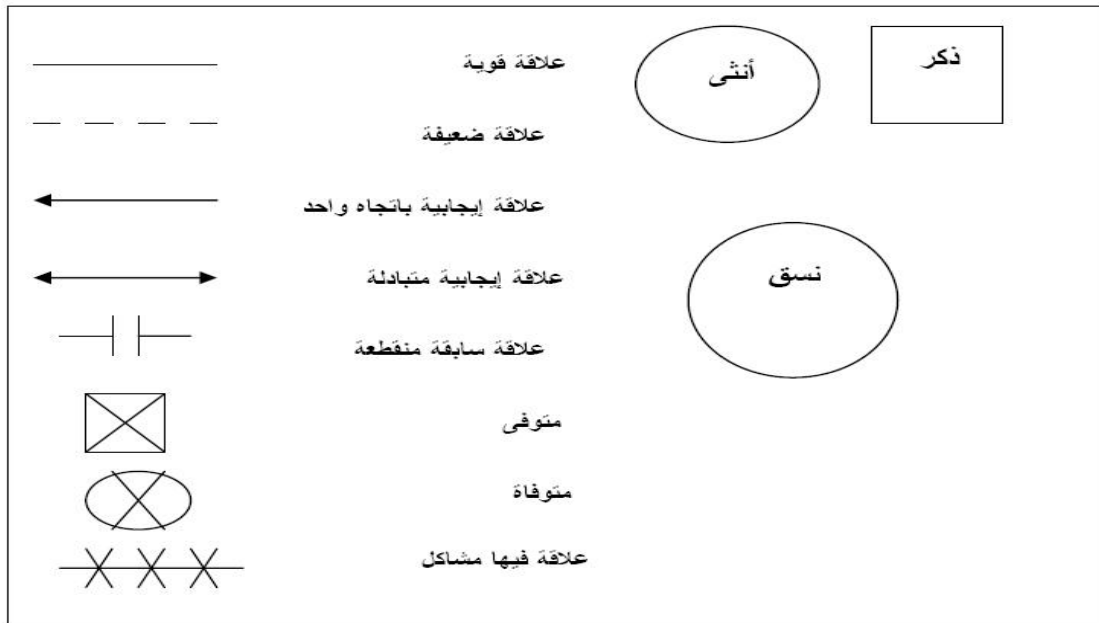 ذكر
أنثى
علاقة قوية
علاقة ضعيفة
علاقة إيجابية باتجاه واحد
نسق
علاقة إيجابية متبادلة
علاقة سابقة منقطعة
متوفى
متوفاة
علاقة فيها مشاكل